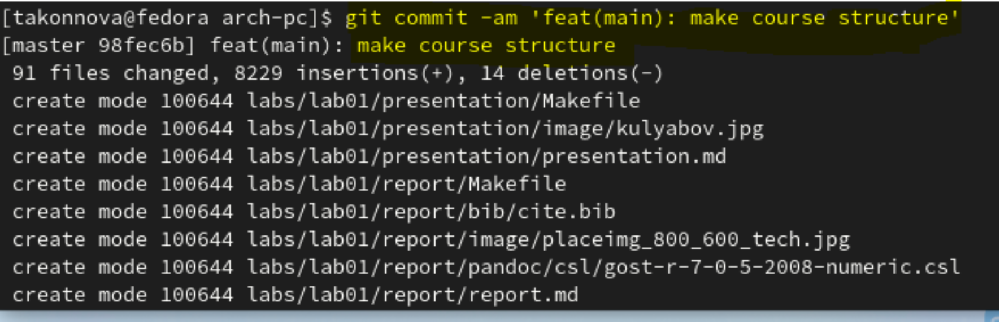 [takonnova@fedora arch-pc]$ git commit -am 'feat(main): make course structure'
[master 98fec6b] feat(main): make course structure
91 files changed, 8229 insertions(+), 14 deletions(-)
create mode 100644 labs/lab01/presentation/Makefile
create mode 100644 labs/lab01/presentation/image/kulyabov.jpg
create mode 100644 labs/lab01/presentation/presentation.md
create mode 100644 labs/lab01/report/Makefile
create mode 100644 labs/lab01/report/bib/cite.bib
create mode 100644 labs/lab01/report/image/placeimg_800_600_tech.jpg
create mode 100644 labs/lab01/report/pandoc/csl/gost-r-7-0-5-2008-numeric.csl
create mode 100644 labs/lab01/report/report.md